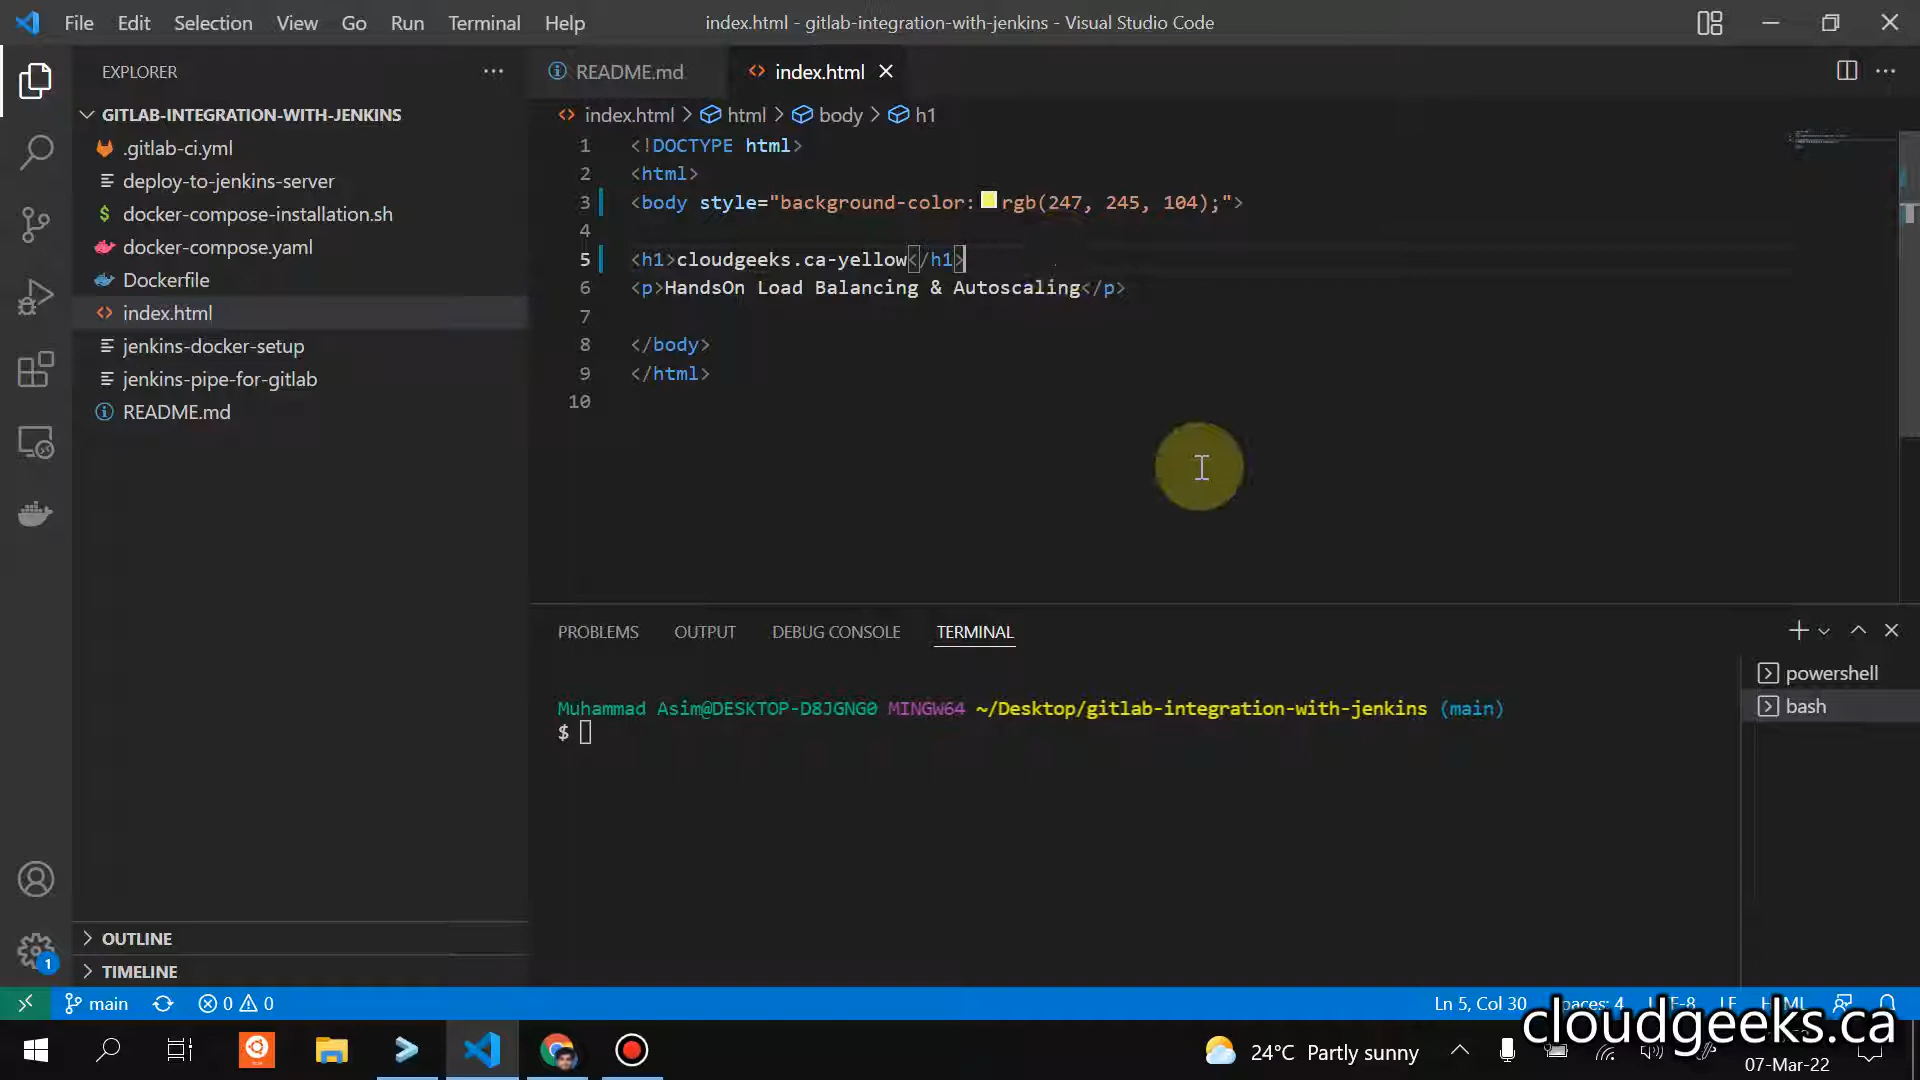 File Edit Selection View Go Run Terminal Help
index.html - gitlab-integration-with-jenkins - Visual Studio Code
EXPLORER
GITLAB-INTEGRATION-WITH-JENKINS
.gitlab-ci.yml
deploy-to-jenkins-server
$ docker-compose-installation.sh
docker-compose.yaml
Dockerfile
<> index.html
jenkins-docker-setup
jenkins-pipe-for-gitlab
README.md
OUTLINE
TIMELINE
README.md <> index.html
<> index.html > html > body > h1
1 <!DOCTYPE html>
2 <html>
3 <body style="background-color: rgb(247, 245, 104);">
4
5 <h1>cloudgeeks.ca-yellow</h1>
6 <p>HandsOn Load Balancing & Autoscaling</p>
7
8 </body>
9 </html>
10
PROBLEMS OUTPUT DEBUG CONSOLE TERMINAL
Muhammad Asim@DESKTOP-D8JGNG0 MINGW64 ~/Desktop/gitlab-integration-with-jenkins (main)
$
powershell
bash
1
main 0 0
Ln 5, Col 30
cloudgeeks.ca
24°C Partly sunny
07-Mar-22